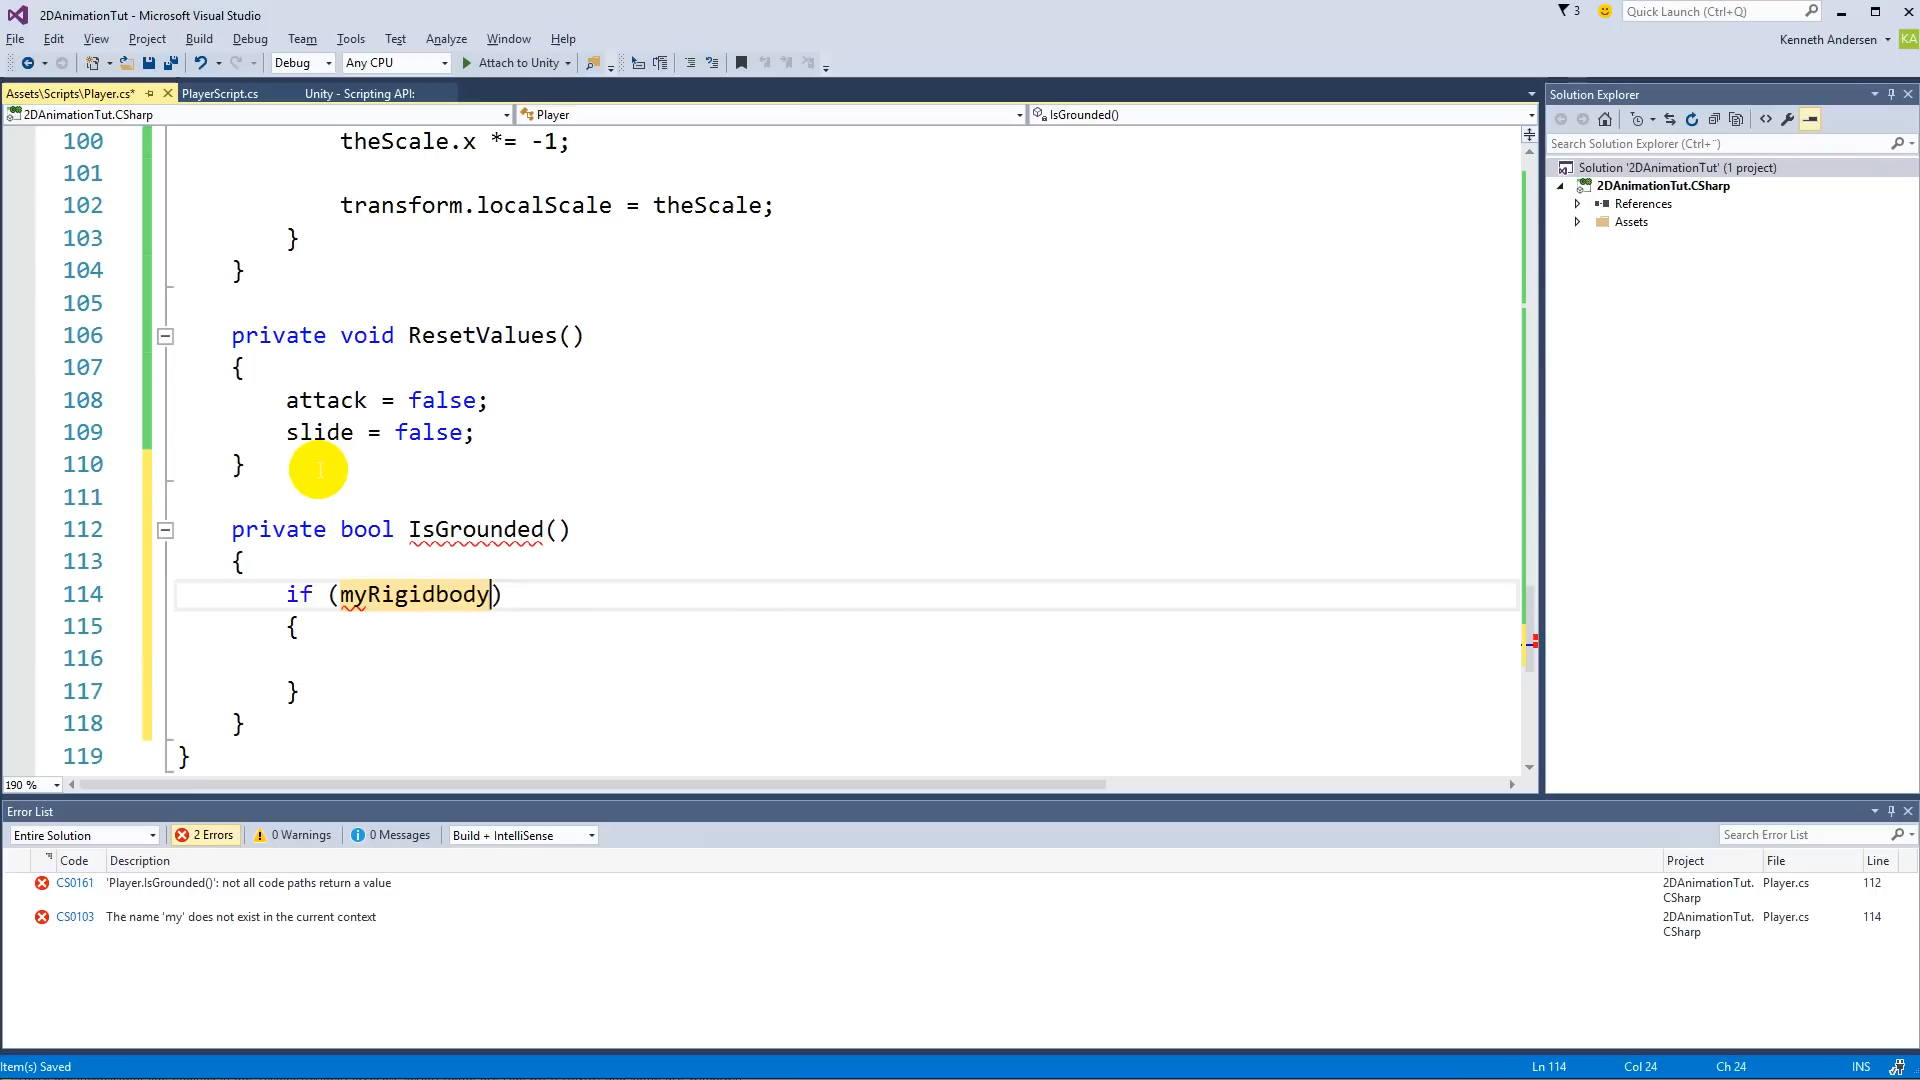 2DAnimationTut - Microsoft Visual Studio
3
Quick Launch (Ctrl+Q)
File Edit View Project Build Debug Team Tools Test Analyze Window Help
Kenneth Andersen
KA
Debug
Any CPU
Attach to Unity
Assets\Scripts\Player.cs*
PlayerScript.cs
Unity - Scripting API:
2DAnimationTut.CSharp
Player
IsGrounded()
100 theScale.x *= -1;
101
102 transform.localScale = theScale;
103 }
104 }
105
106 private void ResetValues()
107 {
108 attack = false;
109 slide = false;
110 }
111
112 private bool IsGrounded()
113 {
114 if (myRigidbody)
115 {
116
117 }
118 }
119 }
190 %
Solution Explorer
Search Solution Explorer (Ctrl+¨)
Solution '2DAnimationTut' (1 project)
2DAnimationTut.CSharp
References
Assets
Error List
Entire Solution
2 Errors
0 Warnings
0 Messages
Build + IntelliSense
Search Error List
Code Description Project File Line
CS0161 'Player.IsGrounded()': not all code paths return a value 2DAnimationTut.CSharp Player.cs 112
CS0103 The name 'my' does not exist in the current context 2DAnimationTut.CSharp Player.cs 114
Item(s) Saved
Ln 114
Col 24
Ch 24
INS